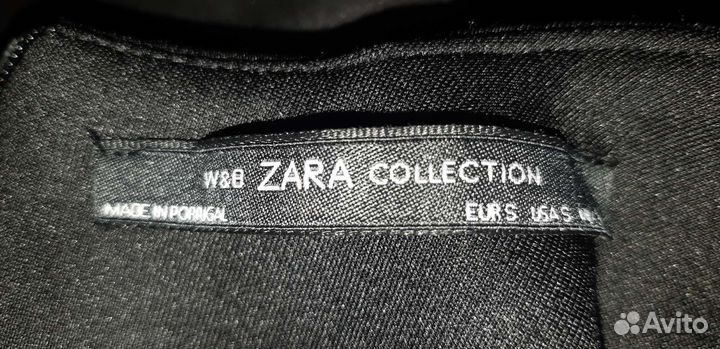 W&B ZARA COLLECTION
MADE IN PORTUGAL EUR S USA S
Avito